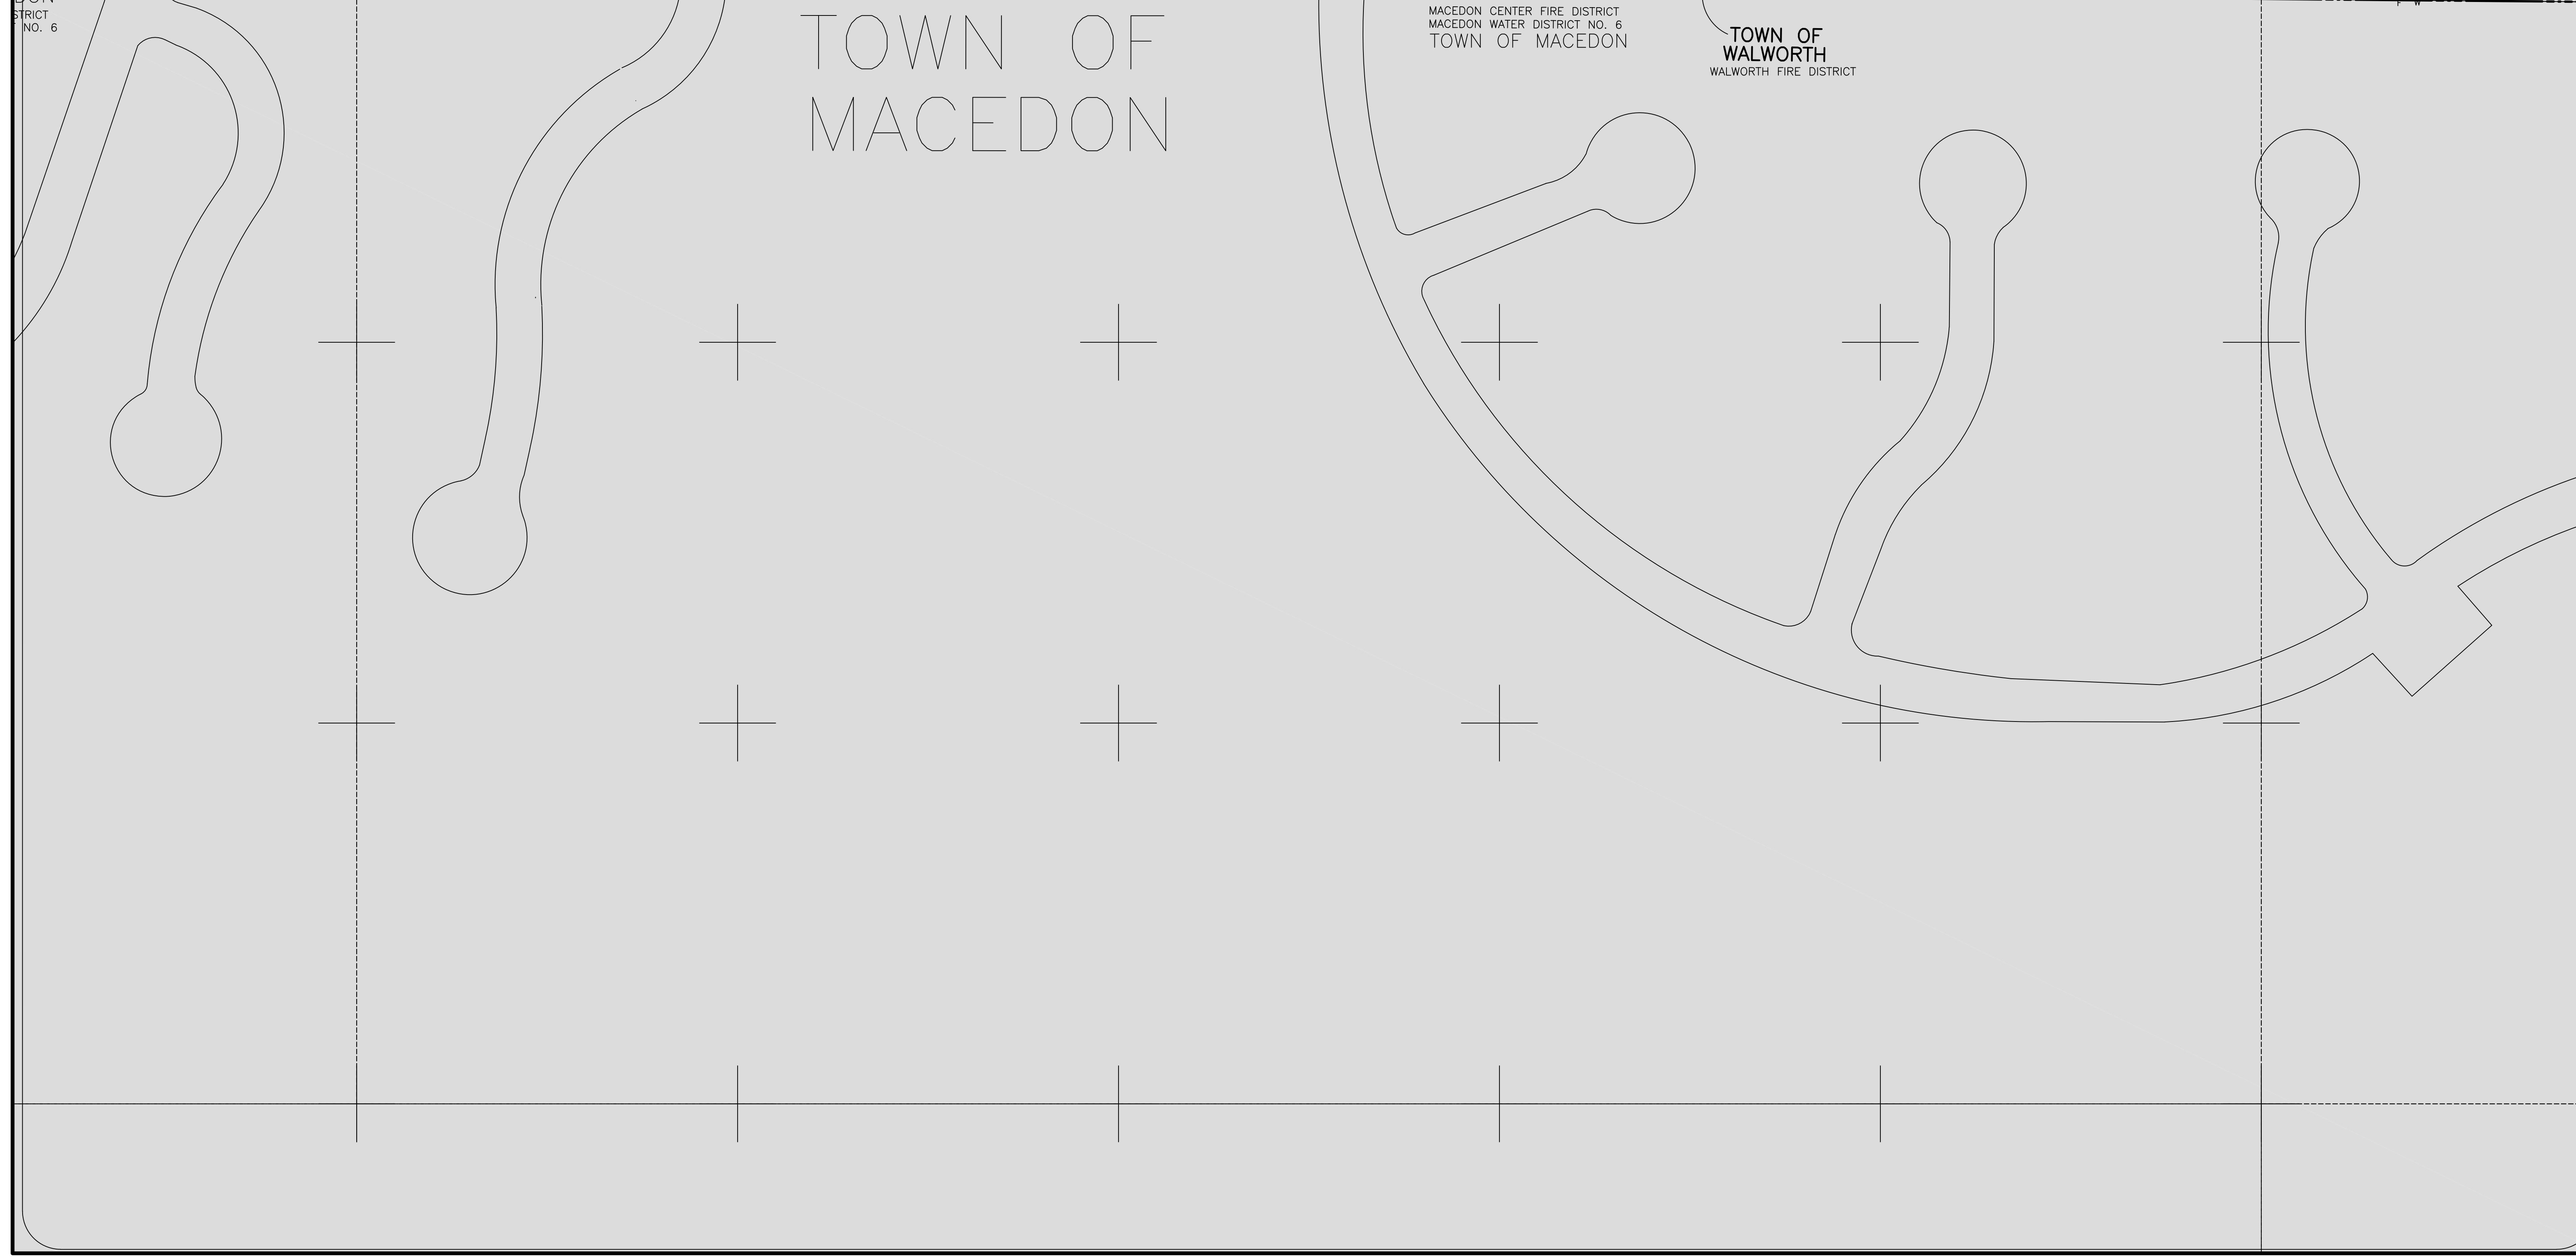 STRICT
NO. 6
TOWN OF
MACEDON
MACEDON CENTER FIRE DISTRICT
MACEDON WATER DISTRICT NO. 6
TOWN OF MACEDON
TOWN OF
WALWORTH
WALWORTH FIRE DISTRICT